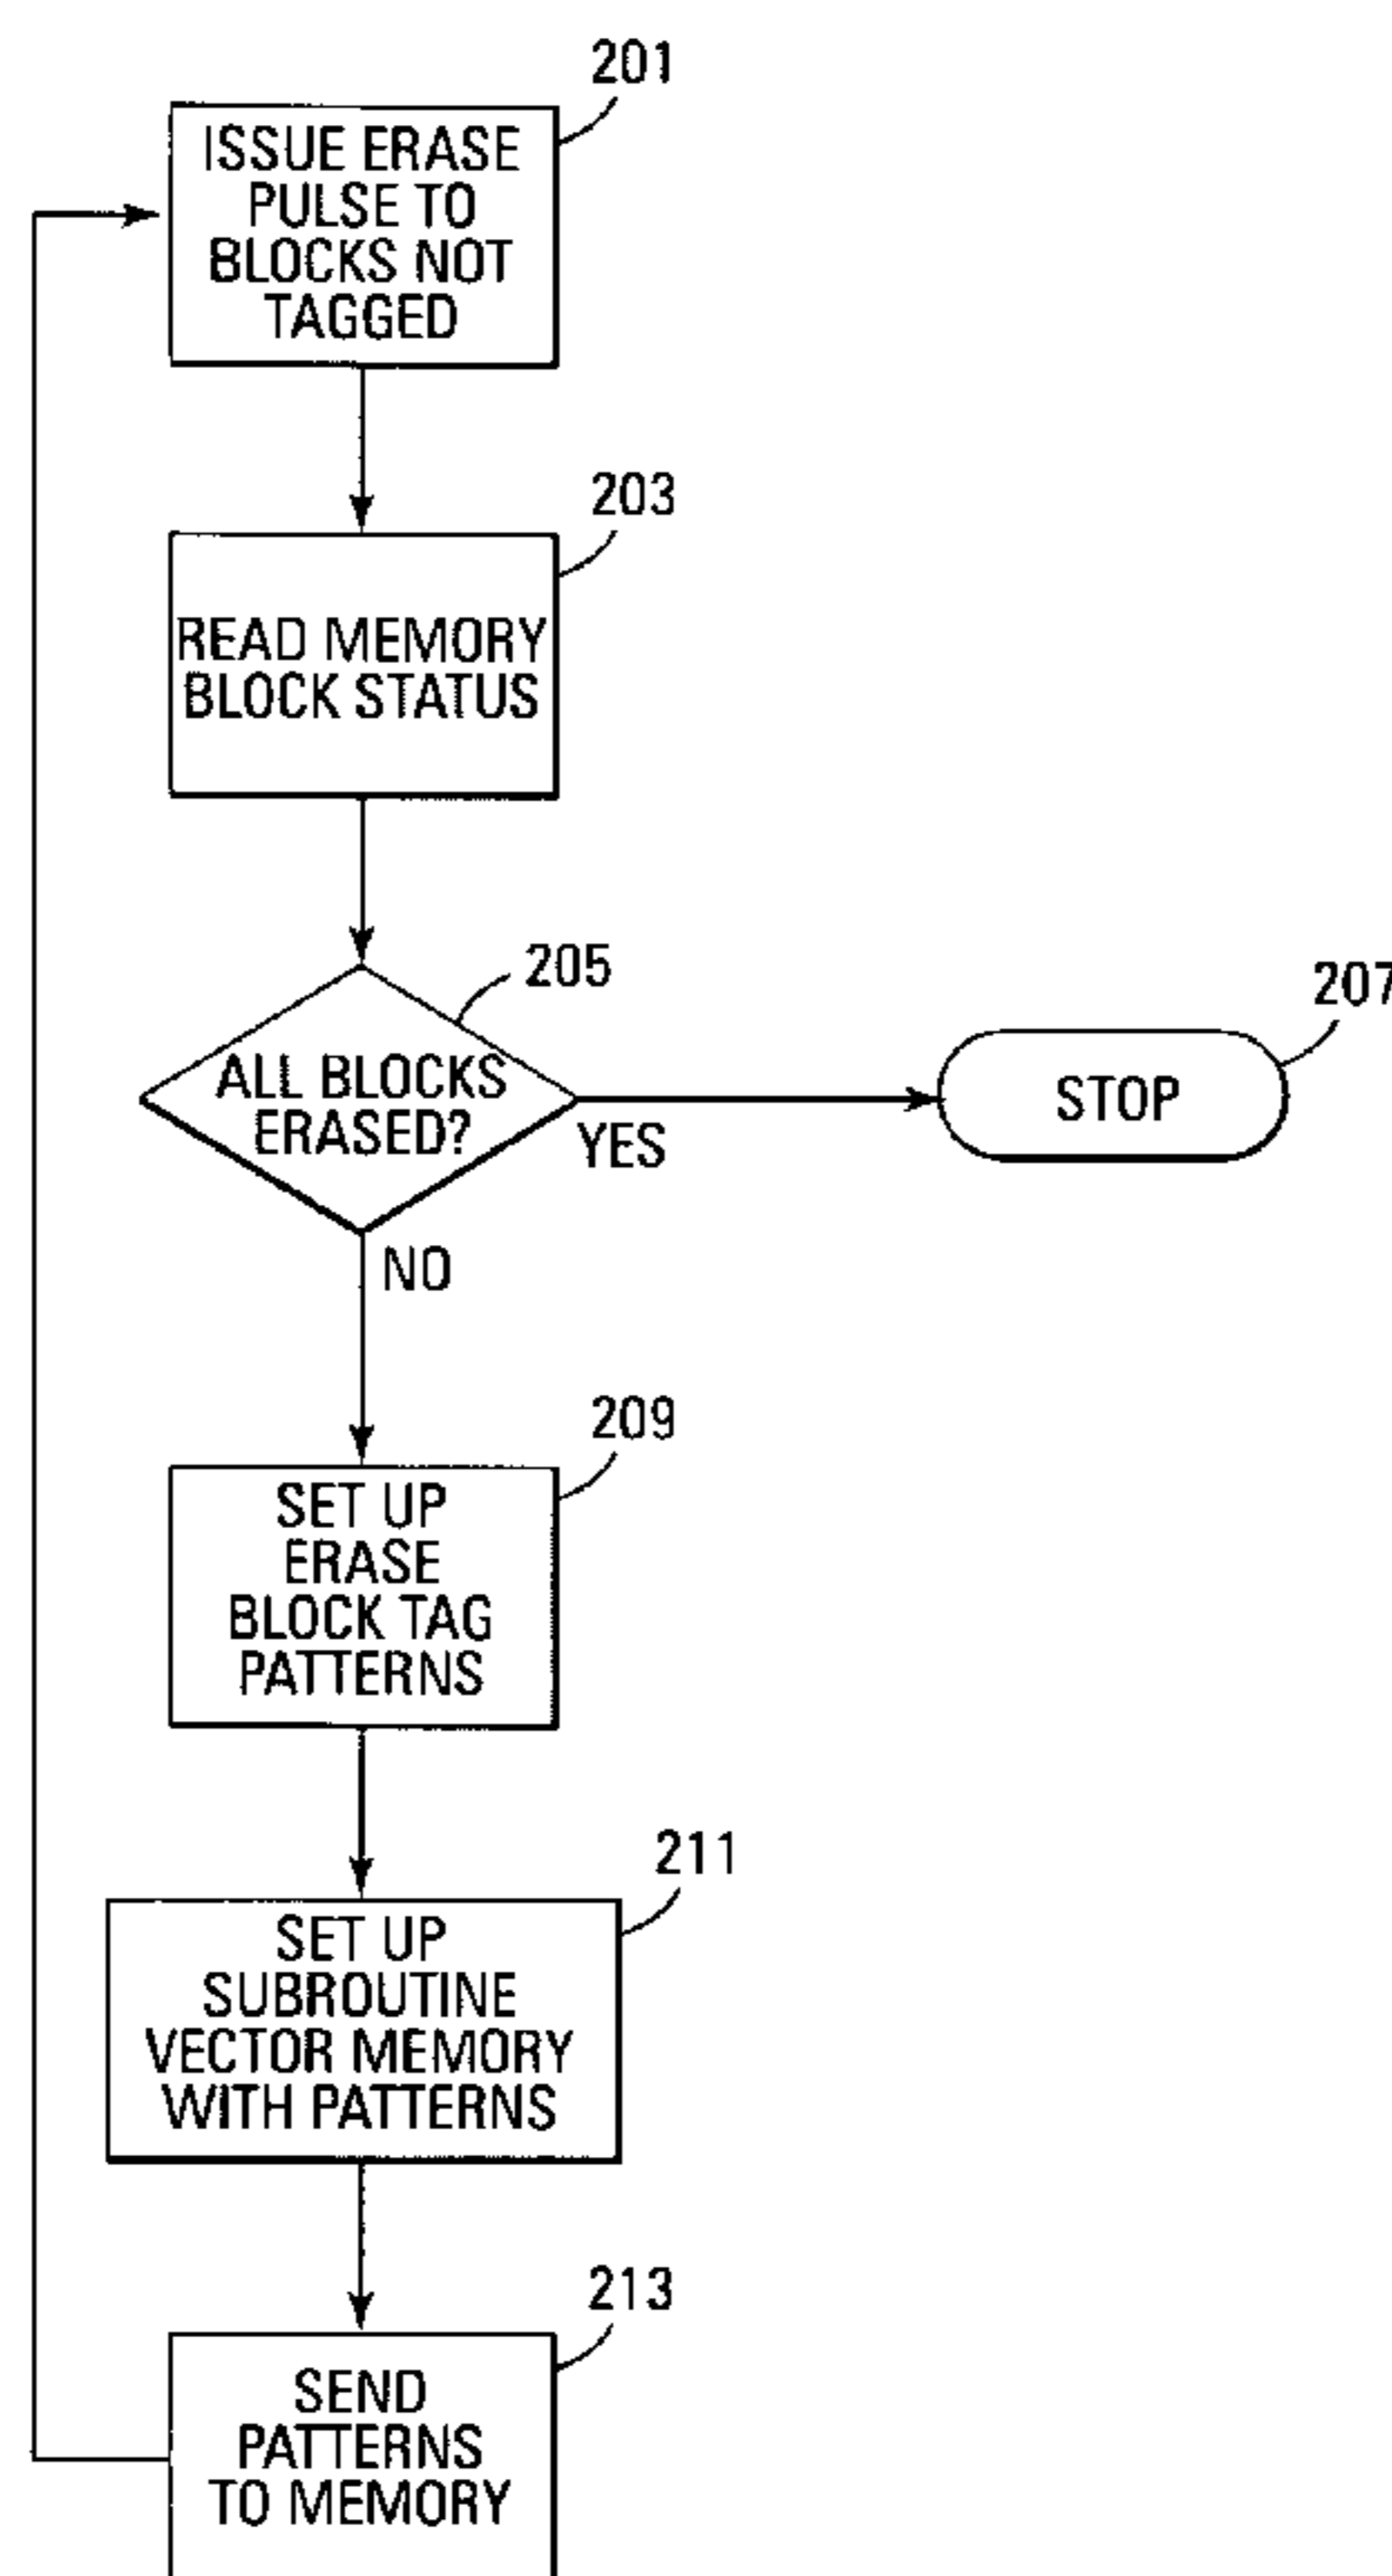 201
ISSUE ERASE
PULSE TO
BLOCKS NOT
TAGGED
203
READ MEMORY
BLOCK STATUS
205
ALL BLOCKS
ERASED?
YES
207
STOP
NO
209
SET UP
ERASE
BLOCK TAG
PATTERNS
211
SET UP
SUBROUTINE
VECTOR MEMORY
WITH PATTERNS
213
SEND
PATTERNS
TO MEMORY